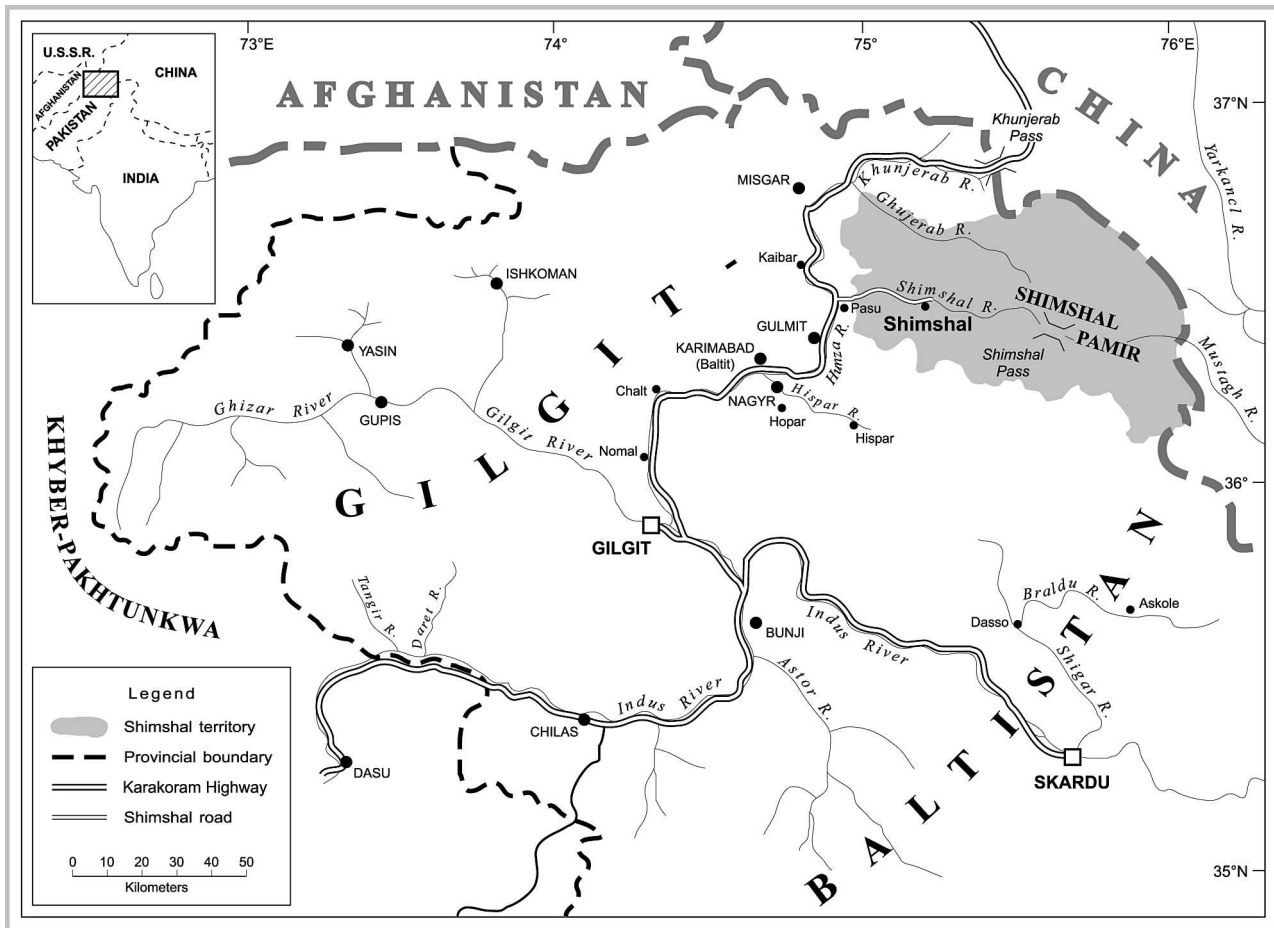 73°E
74°
75°
76°E
37°N
36°N
35°N
U.S.S.R.
CHINA
AFGHANISTAN
PAKISTAN
INDIA
AFGHANISTAN
CHINA
Khunjerab
Pass
Yarkancl R.
MISGAR
Khunjerab R.
Ghujerab R.
Kaibar
ISHKOMAN
Shimshal R.
SHIMSHAL
PAMIR
Pasu
Shimshal
GULMIT
Hunza R.
Shimshal
Pass
Mustagh R.
YASIN
KARIMABAD
(Baltit)
Chalt
NAGYR
Hispar R.
Hopar
Hispar
Ghizar River
GUPIS
Gilgit River
Nomal
GILGIT-
BALTISTAN
KHYBER-PAKHTUNKWA
GILGIT
Tangir R.
Daret R.
BUNJI
Indus River
Braldu R.
Askole
Dasso
Shigar R.
Astor R.
Indus River
CHILAS
DASU
SKARDU
Legend
Shimshal territory
Provincial boundary
Karakoram Highway
Shimshal road
0 10 20 30 40 50
Kilometers